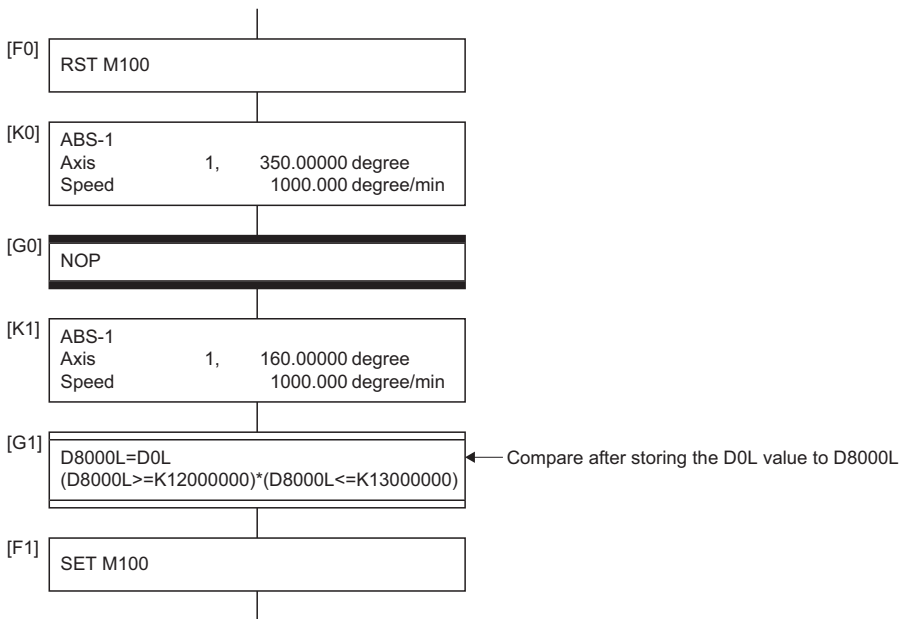 [F0]
RST M100
[K0]
ABS-1
Axis 1, 350.00000 degree
Speed 1000.000 degree/min
[G0]
NOP
[K1]
ABS-1
Axis 1, 160.00000 degree
Speed 1000.000 degree/min
[G1]
D8000L=D0L
(D8000L>=K12000000)*(D8000L<=K13000000)
Compare after storing the D0L value to D8000L
[F1]
SET M100